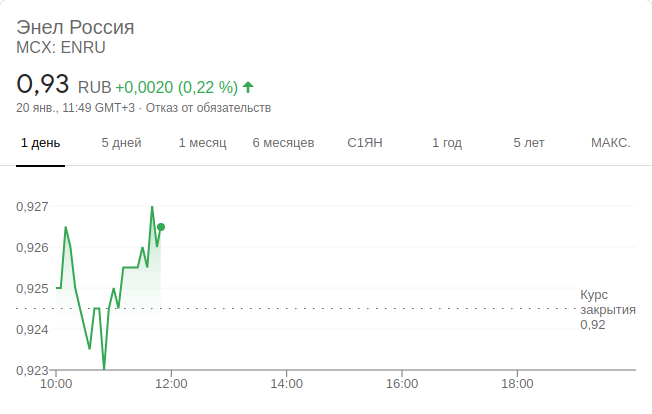 Энел Россия
MCX: ENRU
0,93 RUB +0,0020 (0,22 %)
20 янв., 11:49 GMT+3 · Отказ от обязательств
1 день 5 дней 1 месяц 6 месяцев С1ЯН 1 год 5 лет МАКС.
0,927
0,926
0,925
Курс
закрытия
0,92
0,924
0,923
10:00 12:00 14:00 16:00 18:00